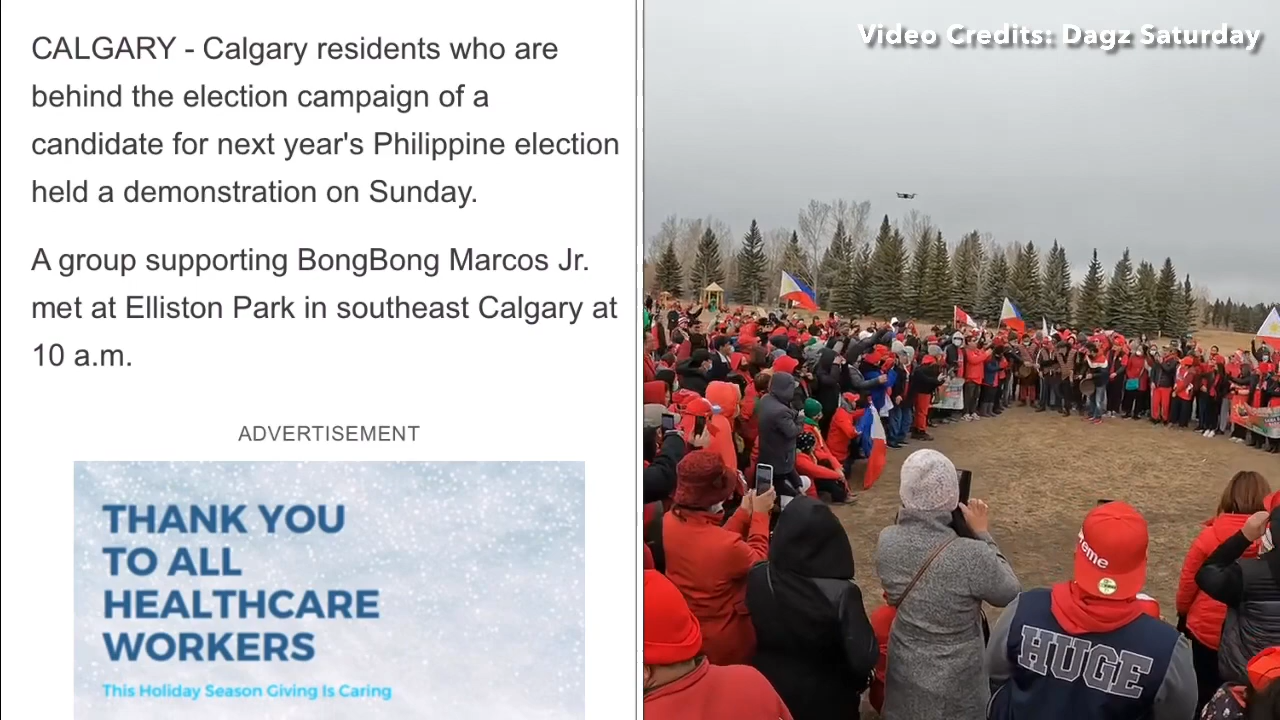 CALGARY - Calgary residents who are
behind the election campaign of a
candidate for next year's Philippine election
held a demonstration on Sunday.
A group supporting BongBong Marcos Jr.
met at Elliston Park in southeast Calgary at
10 a.m.
ADVERTISEMENT
THANK YOU
TO ALL
HEALTHCARE
WORKERS
This Holiday Season Giving Is Caring
Video Credits: Dagz Saturday
eme
HUGE